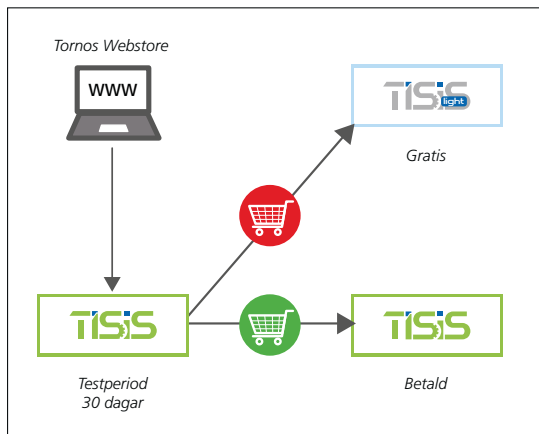 Tornos Webstore
WWW
TISIS
light
Gratis
TISIS
TISIS
Testperiod
30 dagar
Betald